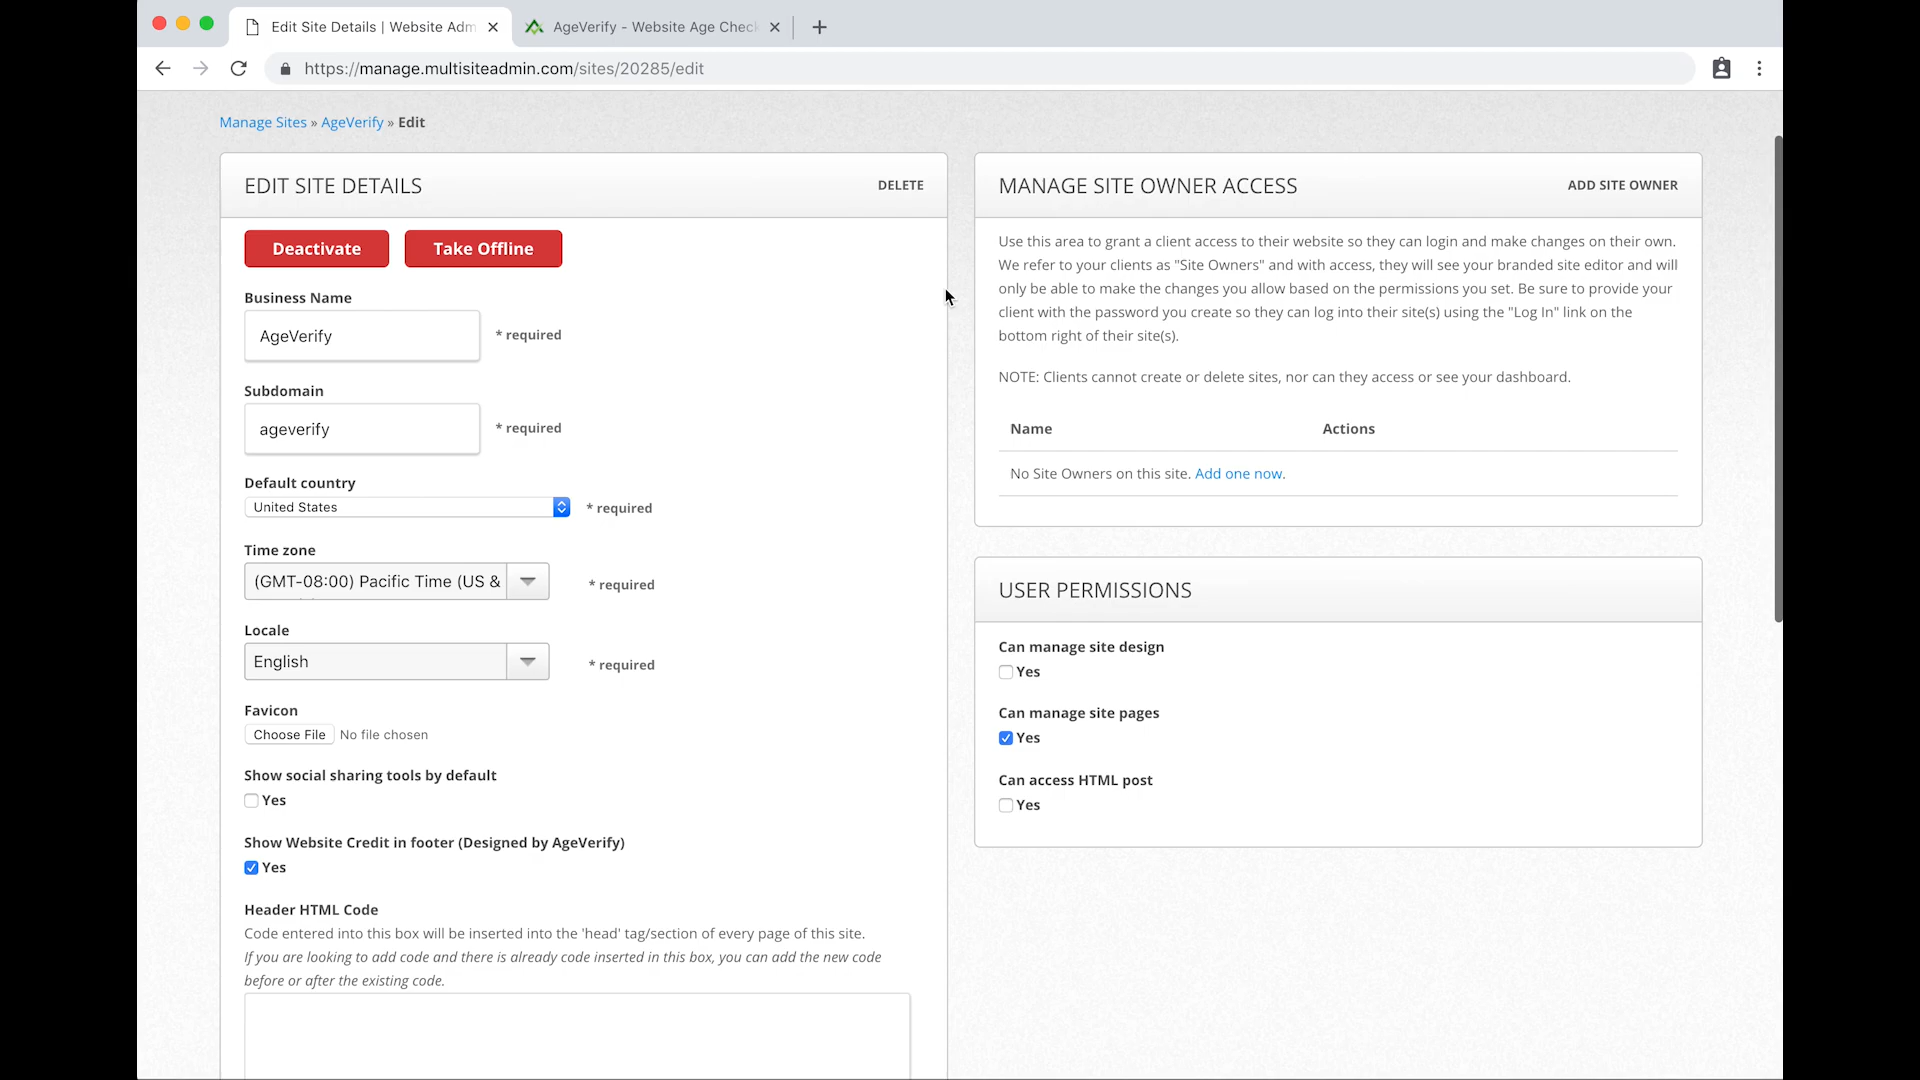 Edit Site Details | Website Adm
AgeVerify - Website Age Chec
https://manage.multisiteadmin.com/sites/20285/edit
Manage Sites » AgeVerify » Edit
EDIT SITE DETAILS
DELETE
Deactivate
Take Offline
Business Name
AgeVerify
* required
Subdomain
ageverify
* required
Default country
United States
* required
Time zone
(GMT-08:00) Pacific Time (US &
* required
Locale
English
* required
Favicon
Choose File No file chosen
Show social sharing tools by default
Yes
Show Website Credit in footer (Designed by AgeVerify)
Yes
Header HTML Code
Code entered into this box will be inserted into the 'head' tag/section of every page of this site.
If you are looking to add code and there is already code inserted in this box, you can add the new code
before or after the existing code.
MANAGE SITE OWNER ACCESS
ADD SITE OWNER
Use this area to grant a client access to their website so they can login and make changes on their own.
We refer to your clients as "Site Owners" and with access, they will see your branded site editor and will
only be able to make the changes you allow based on the permissions you set. Be sure to provide your
client with the password you create so they can log into their site(s) using the "Log In" link on the
bottom right of their site(s).
NOTE: Clients cannot create or delete sites, nor can they access or see your dashboard.
Name
Actions
No Site Owners on this site. Add one now.
USER PERMISSIONS
Can manage site design
Yes
Can manage site pages
Yes
Can access HTML post
Yes